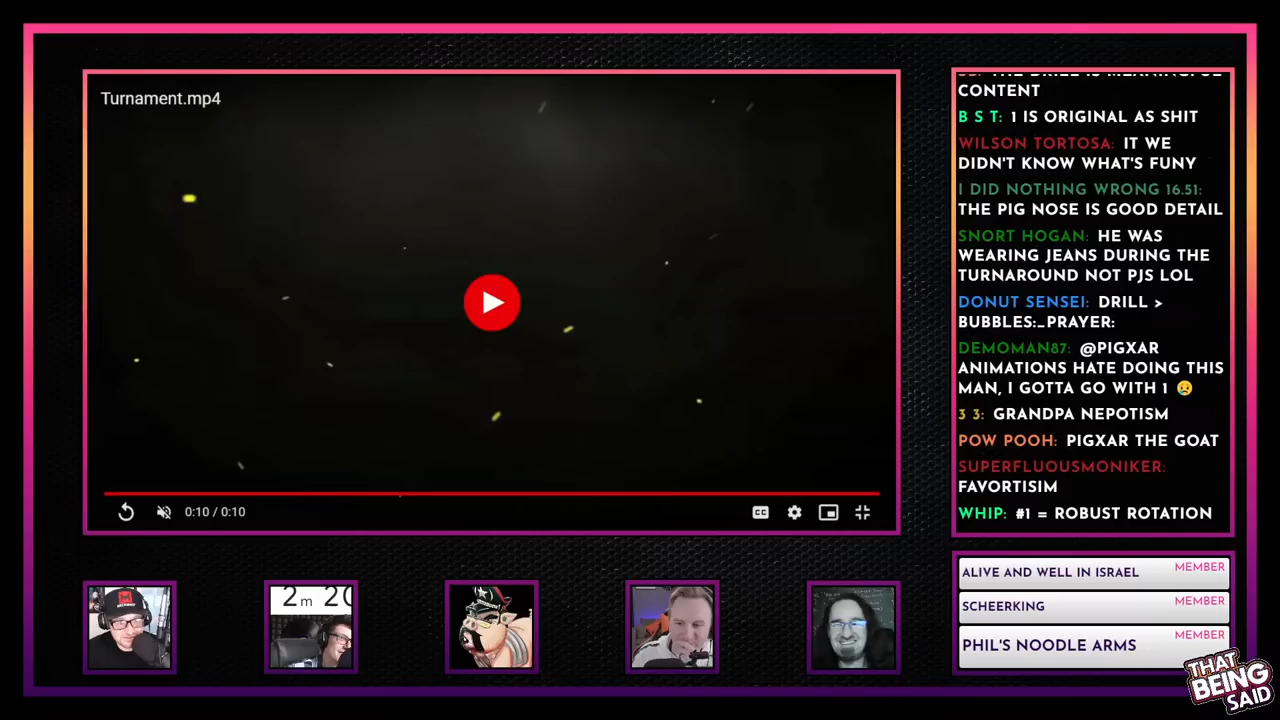 Turnament.mp4
0:10 / 0:10
CC
CONTENT
B S T: 1 IS ORIGINAL AS SHIT
WILSON TORTOSA: IT WE
DIDN'T KNOW WHAT'S FUNY
I DID NOTHING WRONG 16.51:
THE PIG NOSE IS GOOD DETAIL
SNORT HOGAN: HE WAS
WEARING JEANS DURING THE
TURNAROUND NOT PJS LOL
DONUT SENSEI: DRILL >
BUBBLES:_PRAYER:
DEMOMAN87: @PIGXAR
ANIMATIONS HATE DOING THIS
MAN, I GOTTA GO WITH 1 😢
3 3: GRANDPA NEPOTISM
POW POOH: PIGXAR THE GOAT
SUPERFLUOUSMONIKER:
FAVORTISIM
WHIP: #1 = ROBUST ROTATION
ALIVE AND WELL IN ISRAEL MEMBER
SCHEERKING MEMBER
PHIL'S NOODLE ARMS MEMBER
2m 20
THAT
BEING
SAID